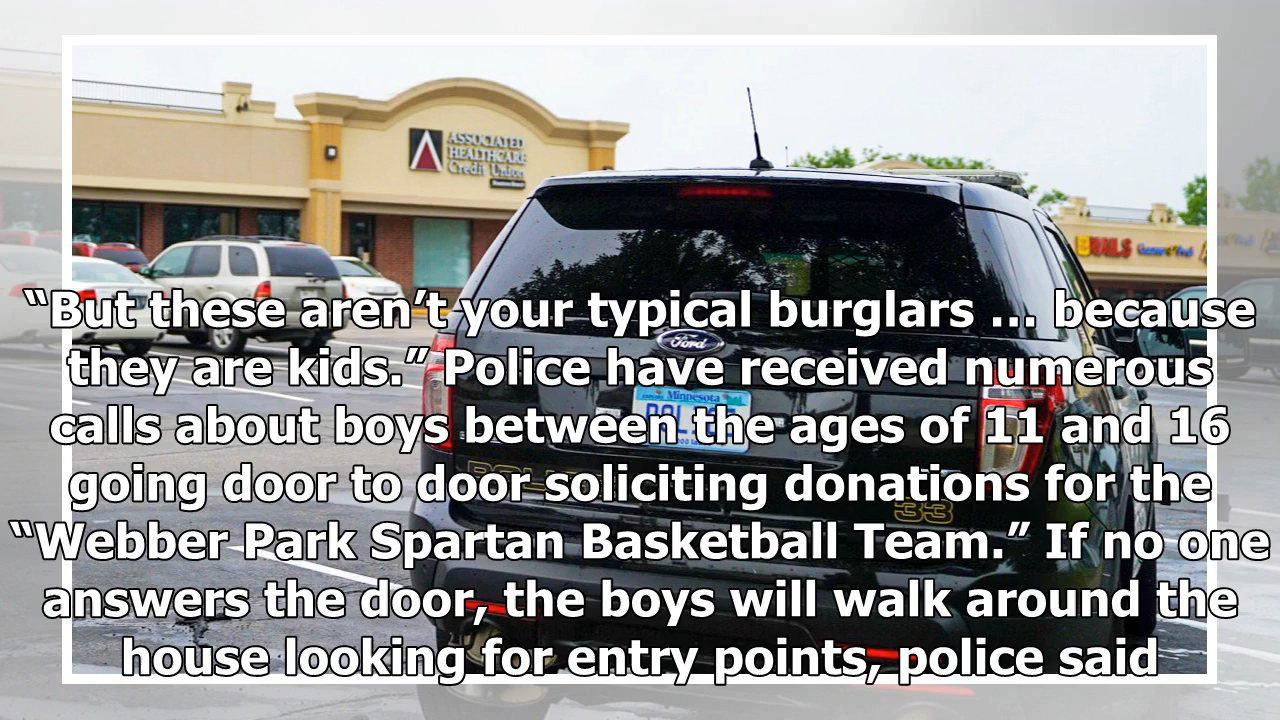 ASSOCIATED
HEALTHCARE
Credit Union
NAILS
“But these aren’t your typical burglars ... because
Ford
they are kids.” Police have received numerous
Minnesota
calls about boys between the ages of 11 and 16
going door to door soliciting donations for the
33
“Webber Park Spartan Basketball Team.” If no one
answers the door, the boys will walk around the
house looking for entry points, police said